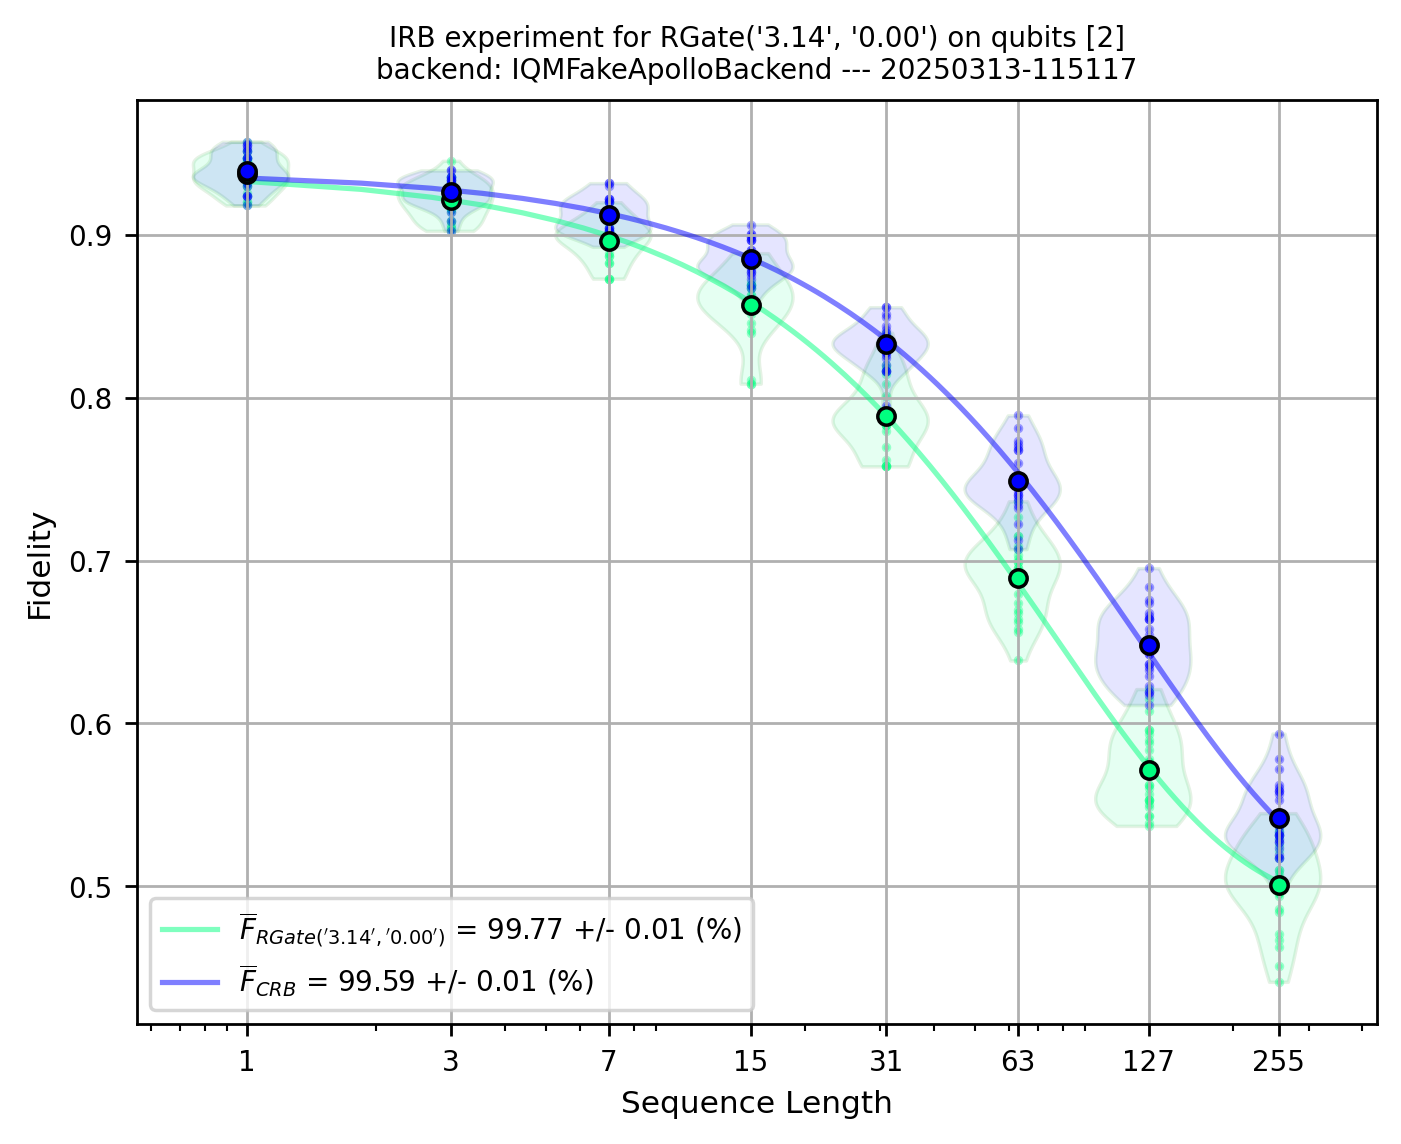 IRB experiment for RGate('3.14', '0.00') on qubits [2]
backend: IQMFakeApolloBackend --- 20250313-115117
Fidelity
0.9
0.8
0.7
0.6
0.5
F̅_RGate('3.14','0.00') = 99.77 +/- 0.01 (%)
F̅_CRB = 99.59 +/- 0.01 (%)
1 3 7 15 31 63 127 255
Sequence Length